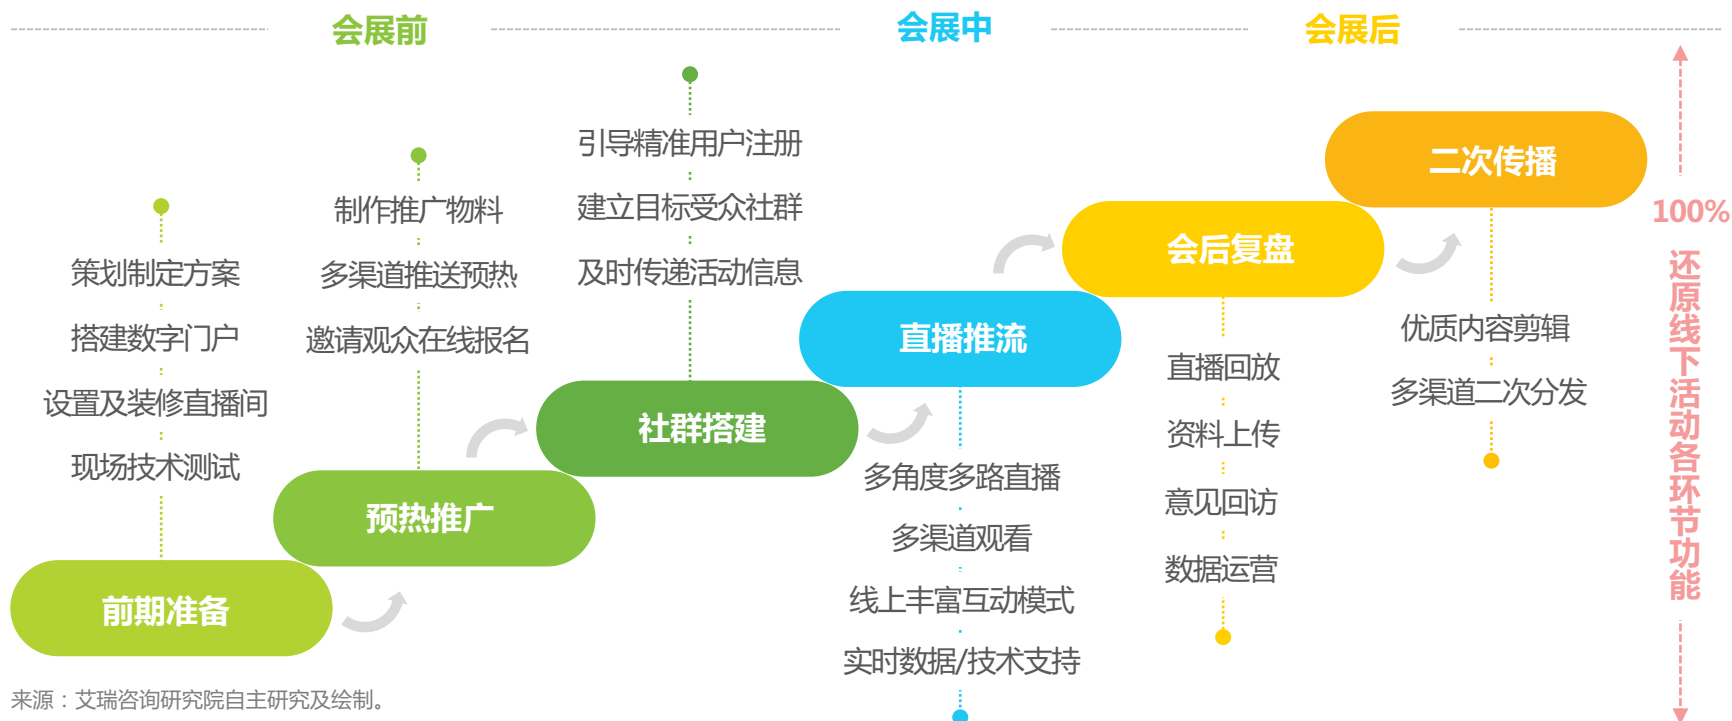 会展前
会展中
会展后
前期准备
策划制定方案
搭建数字门户
设置及装修直播间
现场技术测试
预热推广
制作推广物料
多渠道推送预热
邀请观众在线报名
社群搭建
引导精准用户注册
建立目标受众社群
及时传递活动信息
直播推流
多角度多路直播
多渠道观看
线上丰富互动模式
实时数据/技术支持
会后复盘
直播回放
资料上传
意见回访
数据运营
二次传播
优质内容剪辑
多渠道二次分发
100%
还原线下活动各环节功能
来源：艾瑞咨询研究院自主研究及绘制。